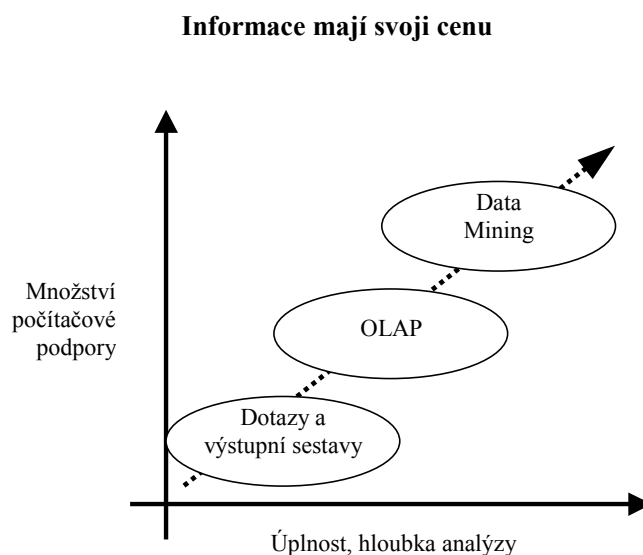 Informace mají svoji cenu
Data
Mining
Množství
počítačové
podpory
OLAP
Dotazy a
výstupní sestavy
Úplnost, hloubka analýzy